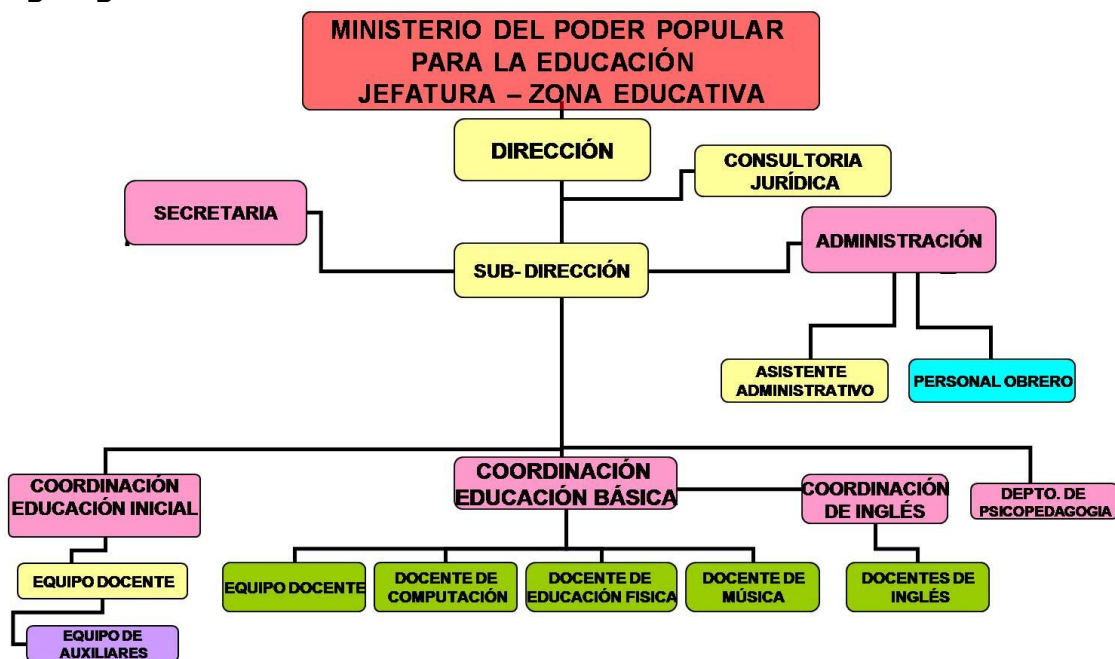 MINISTERIO DEL PODER POPULAR
PARA LA EDUCACIÓN
JEFATURA – ZONA EDUCATIVA
DIRECCIÓN
CONSULTORIA
JURÍDICA
SECRETARIA
ADMINISTRACIÓN
SUB- DIRECCIÓN
ASISTENTE
ADMINISTRATIVO
PERSONAL OBRERO
COORDINACIÓN
EDUCACIÓN INICIAL
COORDINACIÓN
EDUCACIÓN BÁSICA
COORDINACIÓN
DE INGLÉS
DEPTO. DE
PSICOPEDAGOGIA
EQUIPO DOCENTE
EQUIPO DOCENTE
DOCENTE DE
COMPUTACIÓN
DOCENTE DE
EDUCACIÓN FISICA
DOCENTE DE
MÚSICA
DOCENTES DE
INGLÉS
EQUIPO DE
AUXILIARES